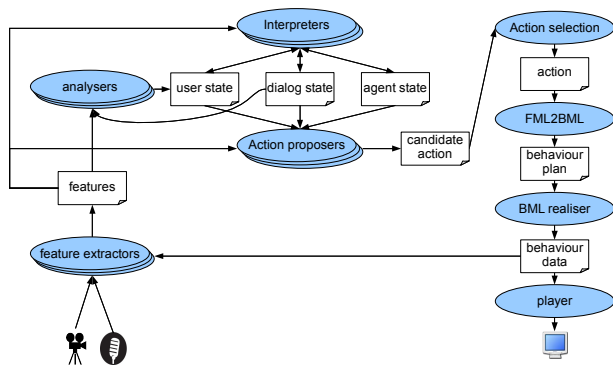 Interpreters
Action selection
analysers
user state
dialog state
agent state
action
FML2BML
Action proposers
candidate
action
behaviour
plan
features
BML realiser
feature extractors
behaviour
data
player